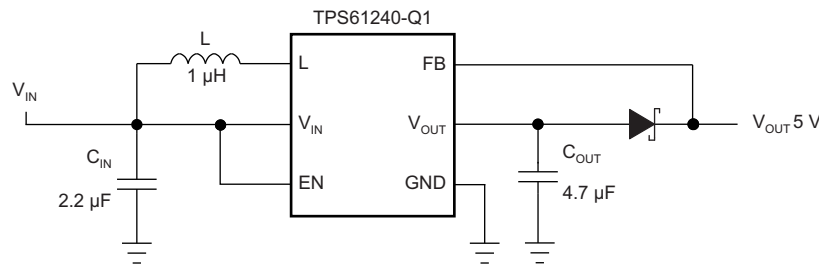 TPS61240-Q1
L
1 µH
L
FB
VIN
VIN
VOUT
VOUT 5 V
CIN
2.2 µF
EN
GND
COUT
4.7 µF